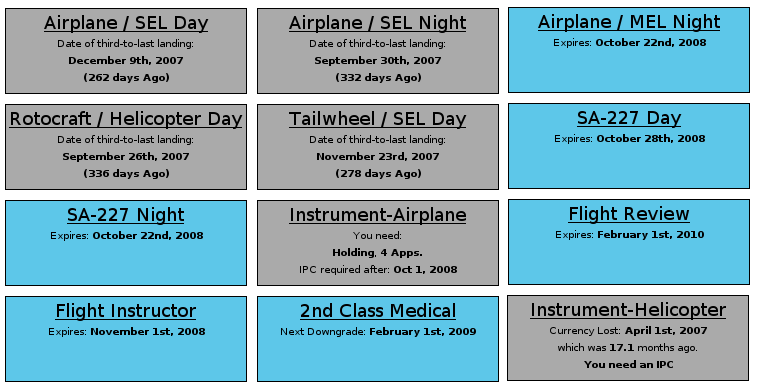 Airplane / SEL Day
Date of third-to-last landing:
December 9th, 2007
(262 days Ago)
Airplane / SEL Night
Date of third-to-last landing:
September 30th, 2007
(332 days Ago)
Airplane / MEL Night
Expires: October 22nd, 2008
Rotocraft / Helicopter Day
Date of third-to-last landing:
September 26th, 2007
(336 days Ago)
Tailwheel / SEL Day
Date of third-to-last landing:
November 23rd, 2007
(278 days Ago)
SA-227 Day
Expires: October 28th, 2008
SA-227 Night
Expires: October 22nd, 2008
Instrument-Airplane
You need:
Holding, 4 Apps.
IPC required after: Oct 1, 2008
Flight Review
Expires: February 1st, 2010
Flight Instructor
Expires: November 1st, 2008
2nd Class Medical
Next Downgrade: February 1st, 2009
Instrument-Helicopter
Currency Lost: April 1st, 2007
which was 17.1 months ago.
You need an IPC